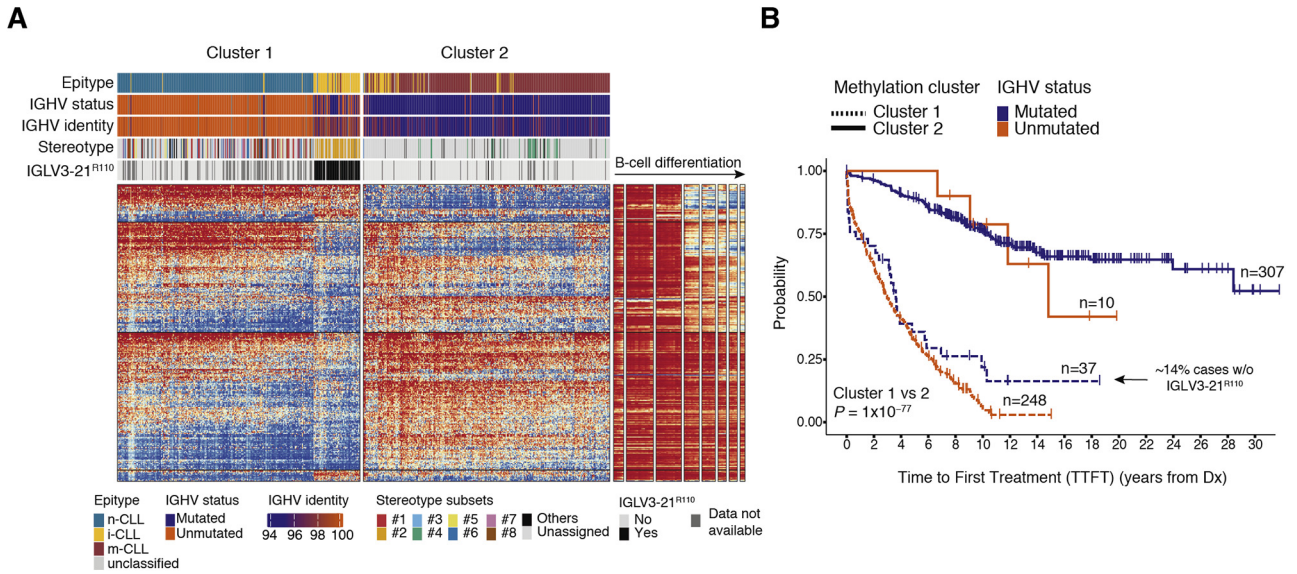 A
Cluster 1
Cluster 2
Epitype
IGHV status
IGHV identity
Stereotype
IGLV3-21R110
B-cell differentiation
Epitype
n-CLL
i-CLL
m-CLL
unclassified
IGHV status
Mutated
Unmutated
IGHV identity
94 96 98 100
Stereotype subsets
#1 #3 #5 #7 Others
#2 #4 #6 #8 Unassigned
IGLV3-21R110
No
Yes
Data not
available
B
Methylation cluster
Cluster 1
Cluster 2
IGHV status
Mutated
Unmutated
Probability
1.00
0.75
0.50
0.25
0.00
n=307
n=10
n=37
n=248
~14% cases w/o
IGLV3-21R110
Cluster 1 vs 2
P = 1x10−77
0 2 4 6 8 10 12 14 16 18 20 22 24 26 28 30
Time to First Treatment (TTFT) (years from Dx)